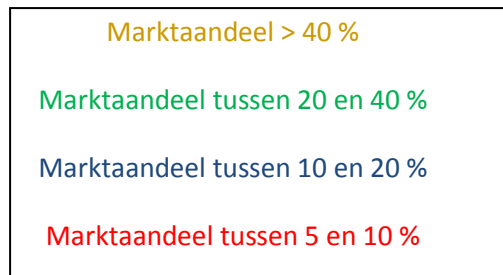 Marktaandeel > 40 %
Marktaandeel tussen 20 en 40 %
Marktaandeel tussen 10 en 20 %
Marktaandeel tussen 5 en 10 %